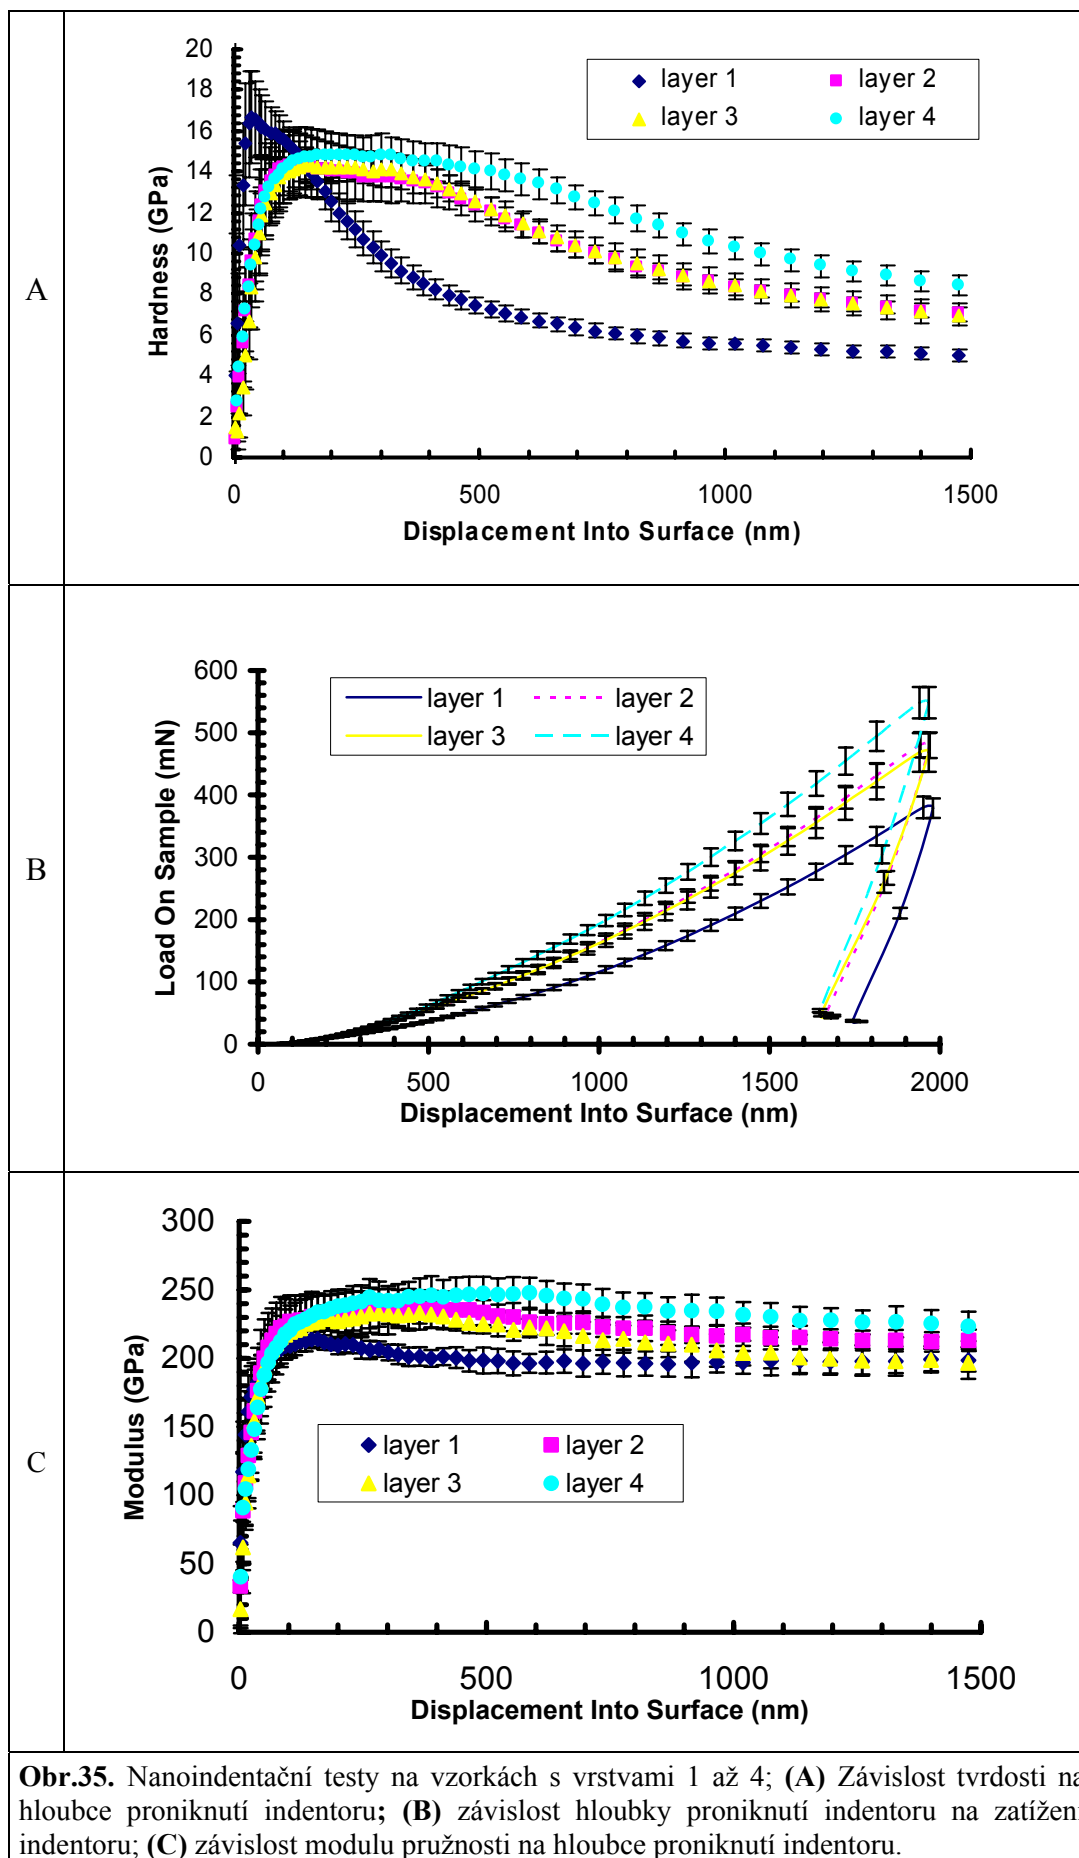 A
20
18
16
14
12
10
8
6
4
2
0
Hardness (GPa)
layer 1
layer 2
layer 3
layer 4
0
500
1000
1500
Displacement Into Surface (nm)
B
600
500
400
300
200
100
0
Load On Sample (mN)
layer 1
layer 2
layer 3
layer 4
0
500
1000
1500
2000
Displacement Into Surface (nm)
C
300
250
200
150
100
50
0
Modulus (GPa)
layer 1
layer 2
layer 3
layer 4
0
500
1000
1500
Displacement Into Surface (nm)
Obr.35. Nanoindentační testy na vzorkách s vrstvami 1 až 4; (A) Závislost tvrdosti na
hloubce proniknutí indentoru; (B) závislost hloubky proniknutí indentoru na zatížení
indentoru; (C) závislost modulu pružnosti na hloubce proniknutí indentoru.